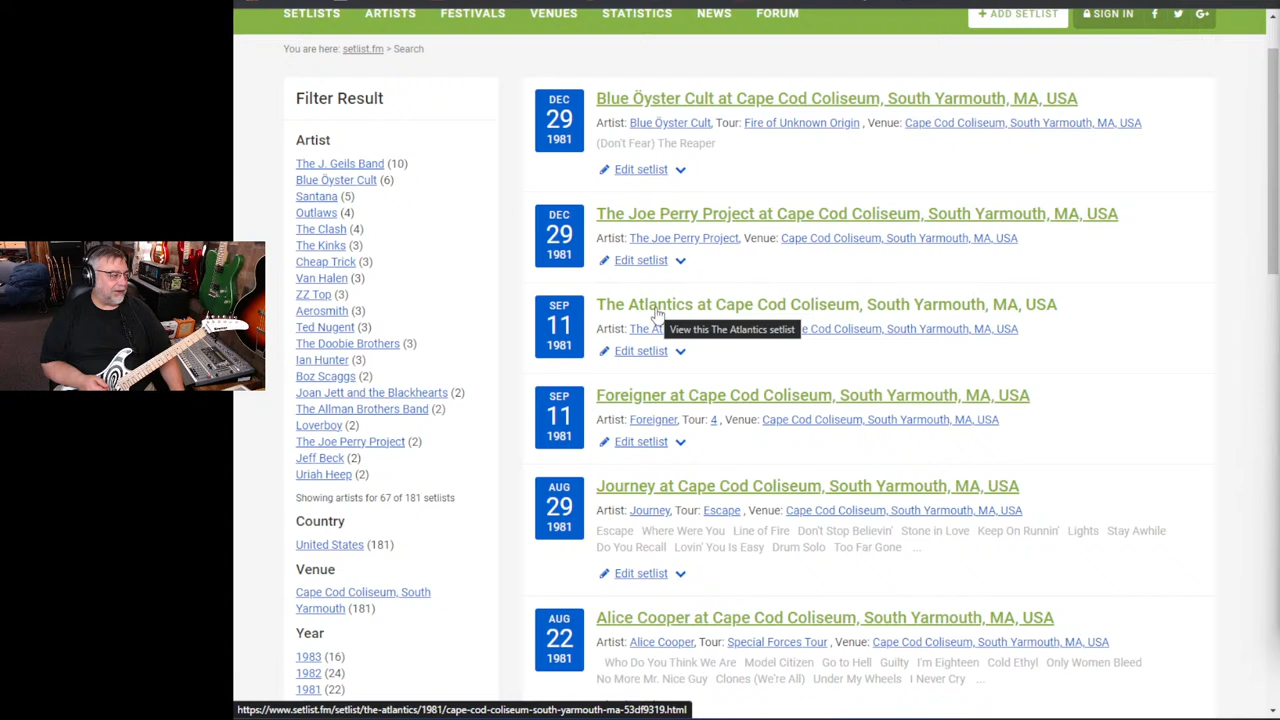 SETLISTS ARTISTS FESTIVALS VENUES STATISTICS NEWS FORUM + ADD SETLIST SIGN IN
You are here: setlist.fm > Search
Filter Result
Artist
The J. Geils Band (10)
Blue Öyster Cult (6)
Santana (5)
Outlaws (4)
The Clash (4)
The Kinks (3)
Cheap Trick (3)
Van Halen (3)
ZZ Top (3)
Aerosmith (3)
Ted Nugent (3)
The Doobie Brothers (3)
Ian Hunter (3)
Boz Scaggs (2)
Joan Jett and the Blackhearts (2)
The Allman Brothers Band (2)
Loverboy (2)
The Joe Perry Project (2)
Jeff Beck (2)
Uriah Heep (2)
Showing artists for 67 of 181 setlists
Country
United States (181)
Venue
Cape Cod Coliseum, South
Yarmouth (181)
Year
1983 (16)
1982 (24)
1981 (22)
DEC
29
1981
Blue Öyster Cult at Cape Cod Coliseum, South Yarmouth, MA, USA
Artist: Blue Öyster Cult, Tour: Fire of Unknown Origin , Venue: Cape Cod Coliseum, South Yarmouth, MA, USA
(Don't Fear) The Reaper
Edit setlist
DEC
29
1981
The Joe Perry Project at Cape Cod Coliseum, South Yarmouth, MA, USA
Artist: The Joe Perry Project, Venue: Cape Cod Coliseum, South Yarmouth, MA, USA
Edit setlist
SEP
11
1981
The Atlantics at Cape Cod Coliseum, South Yarmouth, MA, USA
Artist: The At
View this The Atlantics setlist
e Cod Coliseum, South Yarmouth, MA, USA
Edit setlist
SEP
11
1981
Foreigner at Cape Cod Coliseum, South Yarmouth, MA, USA
Artist: Foreigner, Tour: 4 , Venue: Cape Cod Coliseum, South Yarmouth, MA, USA
Edit setlist
AUG
29
1981
Journey at Cape Cod Coliseum, South Yarmouth, MA, USA
Artist: Journey, Tour: Escape , Venue: Cape Cod Coliseum, South Yarmouth, MA, USA
Escape Where Were You Line of Fire Don't Stop Believin' Stone in Love Keep On Runnin' Lights Stay Awhile
Do You Recall Lovin' You Is Easy Drum Solo Too Far Gone ...
Edit setlist
AUG
22
1981
Alice Cooper at Cape Cod Coliseum, South Yarmouth, MA, USA
Artist: Alice Cooper, Tour: Special Forces Tour , Venue: Cape Cod Coliseum, South Yarmouth, MA, USA
Who Do You Think We Are Model Citizen Go to Hell Guilty I'm Eighteen Cold Ethyl Only Women Bleed
No More Mr. Nice Guy Clones (We're All) Under My Wheels I Never Cry ...
https://www.setlist.fm/setlist/the-atlantics/1981/cape-cod-coliseum-south-yarmouth-ma-53df9319.html